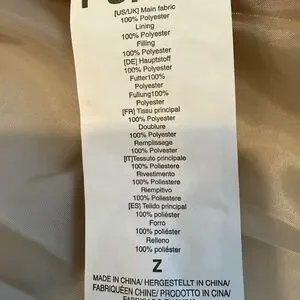 [US/UK] Main fabric
100% Polyester
Lining
100% Polyester
Filling
100% Polyester
[DE] Hauptstoff
100% Polyester
Futter100%
Polyester
Fullung100%
Polyester
[FR] Tissu principal
100% Polyester
Doublure
100% Polyester
Remplissage
100% Polyester
[IT]Tessuto principale
100% Poliestere
Rivestimento
100% Poliestere
Riempitivo
100% Poliestere
[ES] Teiido principal
100% poliéster
Forro
100% poliéster
Relleno
100% poliéster
Z
MADE IN CHINA/ HERGESTELLT IN CHINA/
FABRIQUÉEN CHINE/ PRODOTTO IN CINA/